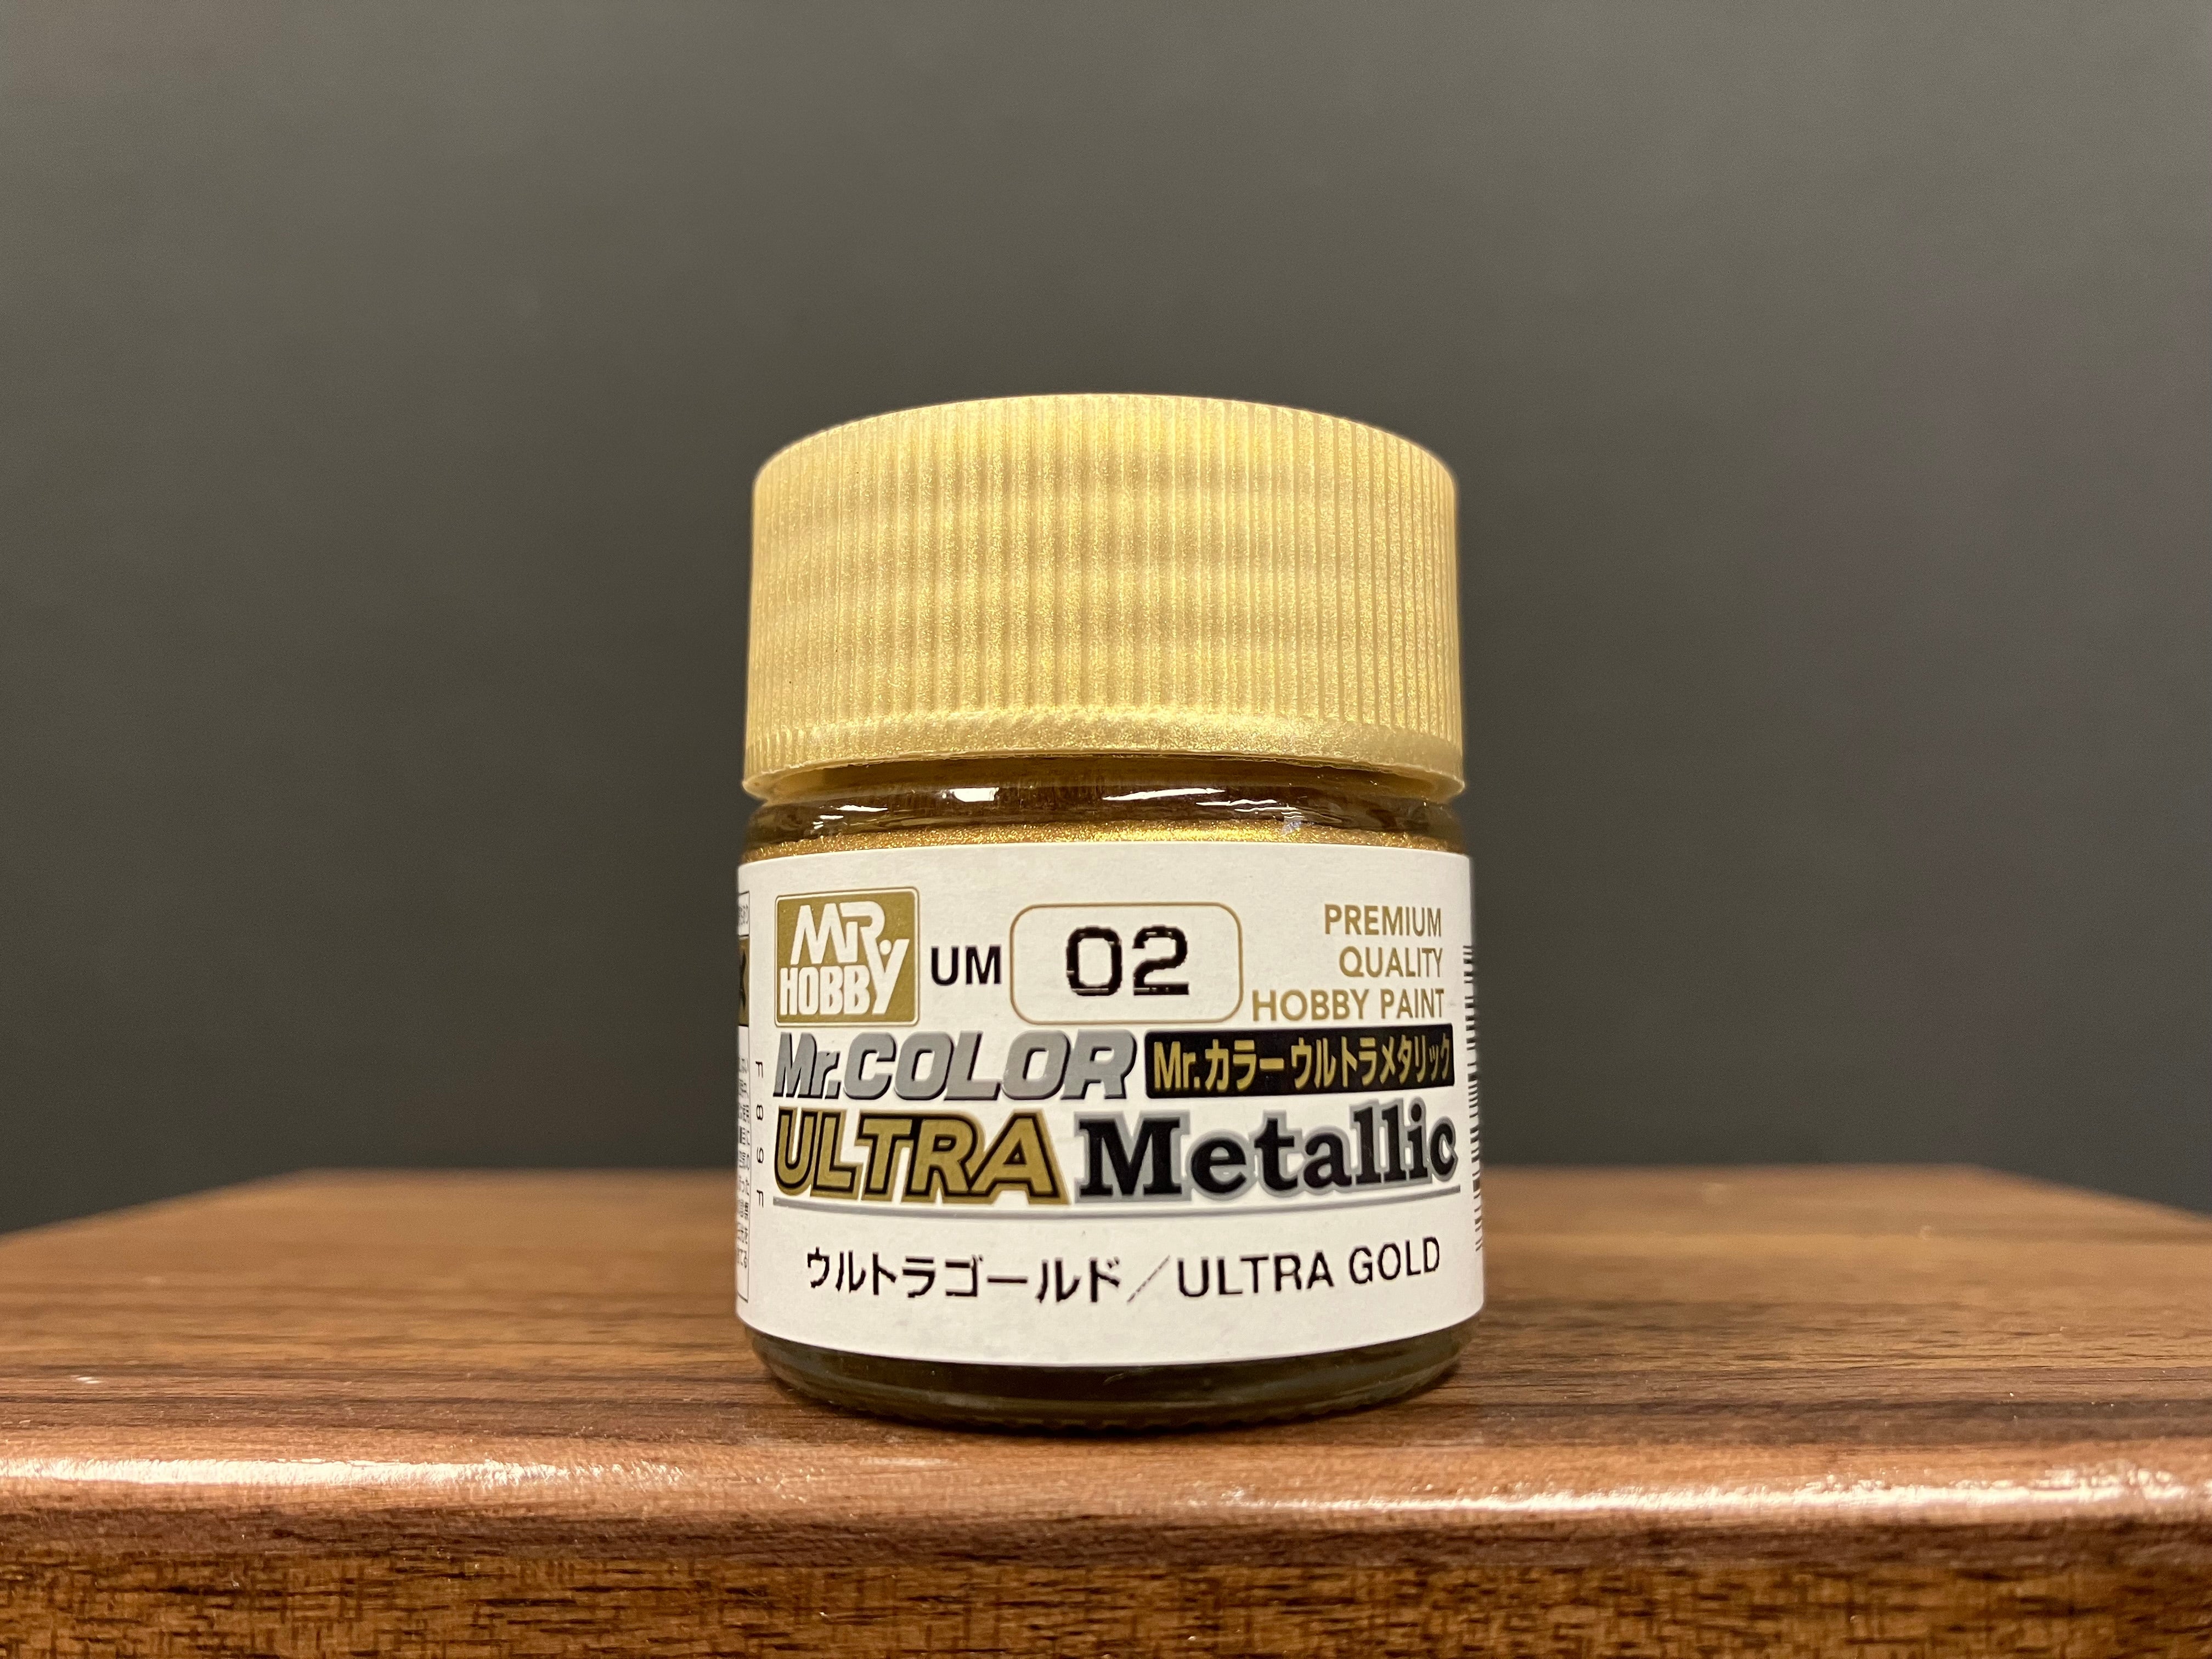 MR HOBBY
UM 02
PREMIUM
QUALITY
HOBBY PAINT
Mr.COLOR Mr.カラー ウルトラメタリック
ULTRA Metallic
ウルトラゴールド／ULTRA GOLD
F89F